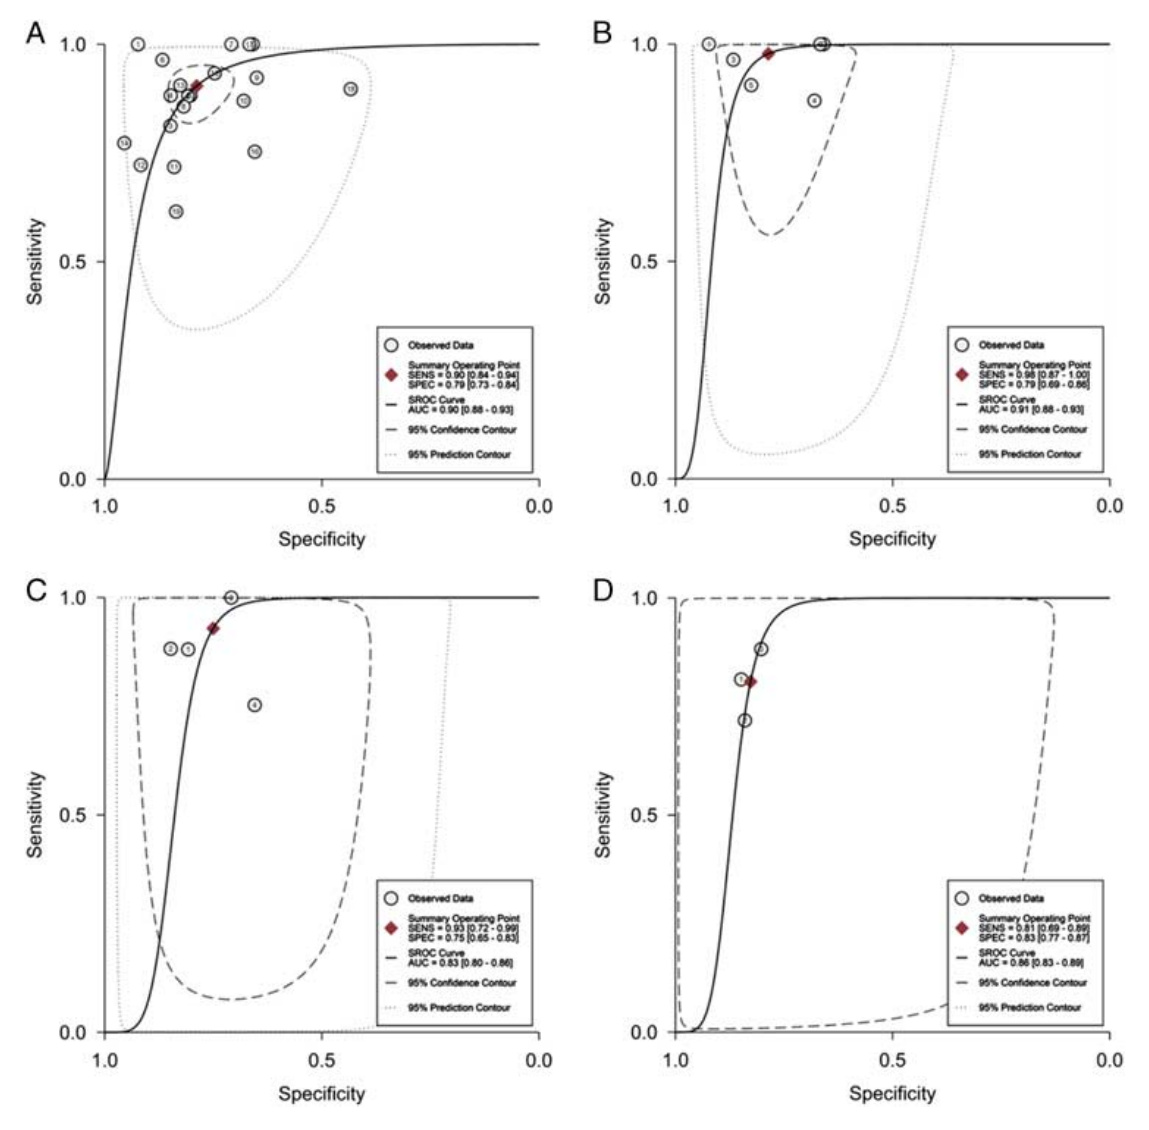 A
1.0
0.5
0.0
Sensitivity
1.0 0.5 0.0
Specificity
Observed Data
Summary Operating Point
SENS = 0.90 [0.84 - 0.94]
SPEC = 0.79 [0.73 - 0.84]
SROC Curve
AUC = 0.90 [0.88 - 0.93]
95% Confidence Contour
95% Prediction Contour
B
1.0
0.5
0.0
Sensitivity
1.0 0.5 0.0
Specificity
Observed Data
Summary Operating Point
SENS = 0.98 [0.87 - 1.00]
SPEC = 0.79 [0.69 - 0.86]
SROC Curve
AUC = 0.91 [0.88 - 0.93]
95% Confidence Contour
95% Prediction Contour
C
1.0
0.5
0.0
Sensitivity
1.0 0.5 0.0
Specificity
Observed Data
Summary Operating Point
SENS = 0.93 [0.72 - 0.99]
SPEC = 0.75 [0.65 - 0.83]
SROC Curve
AUC = 0.83 [0.80 - 0.86]
95% Confidence Contour
95% Prediction Contour
D
1.0
0.5
0.0
Sensitivity
1.0 0.5 0.0
Specificity
Observed Data
Summary Operating Point
SENS = 0.81 [0.69 - 0.89]
SPEC = 0.83 [0.77 - 0.87]
SROC Curve
AUC = 0.86 [0.83 - 0.89]
95% Confidence Contour
95% Prediction Contour